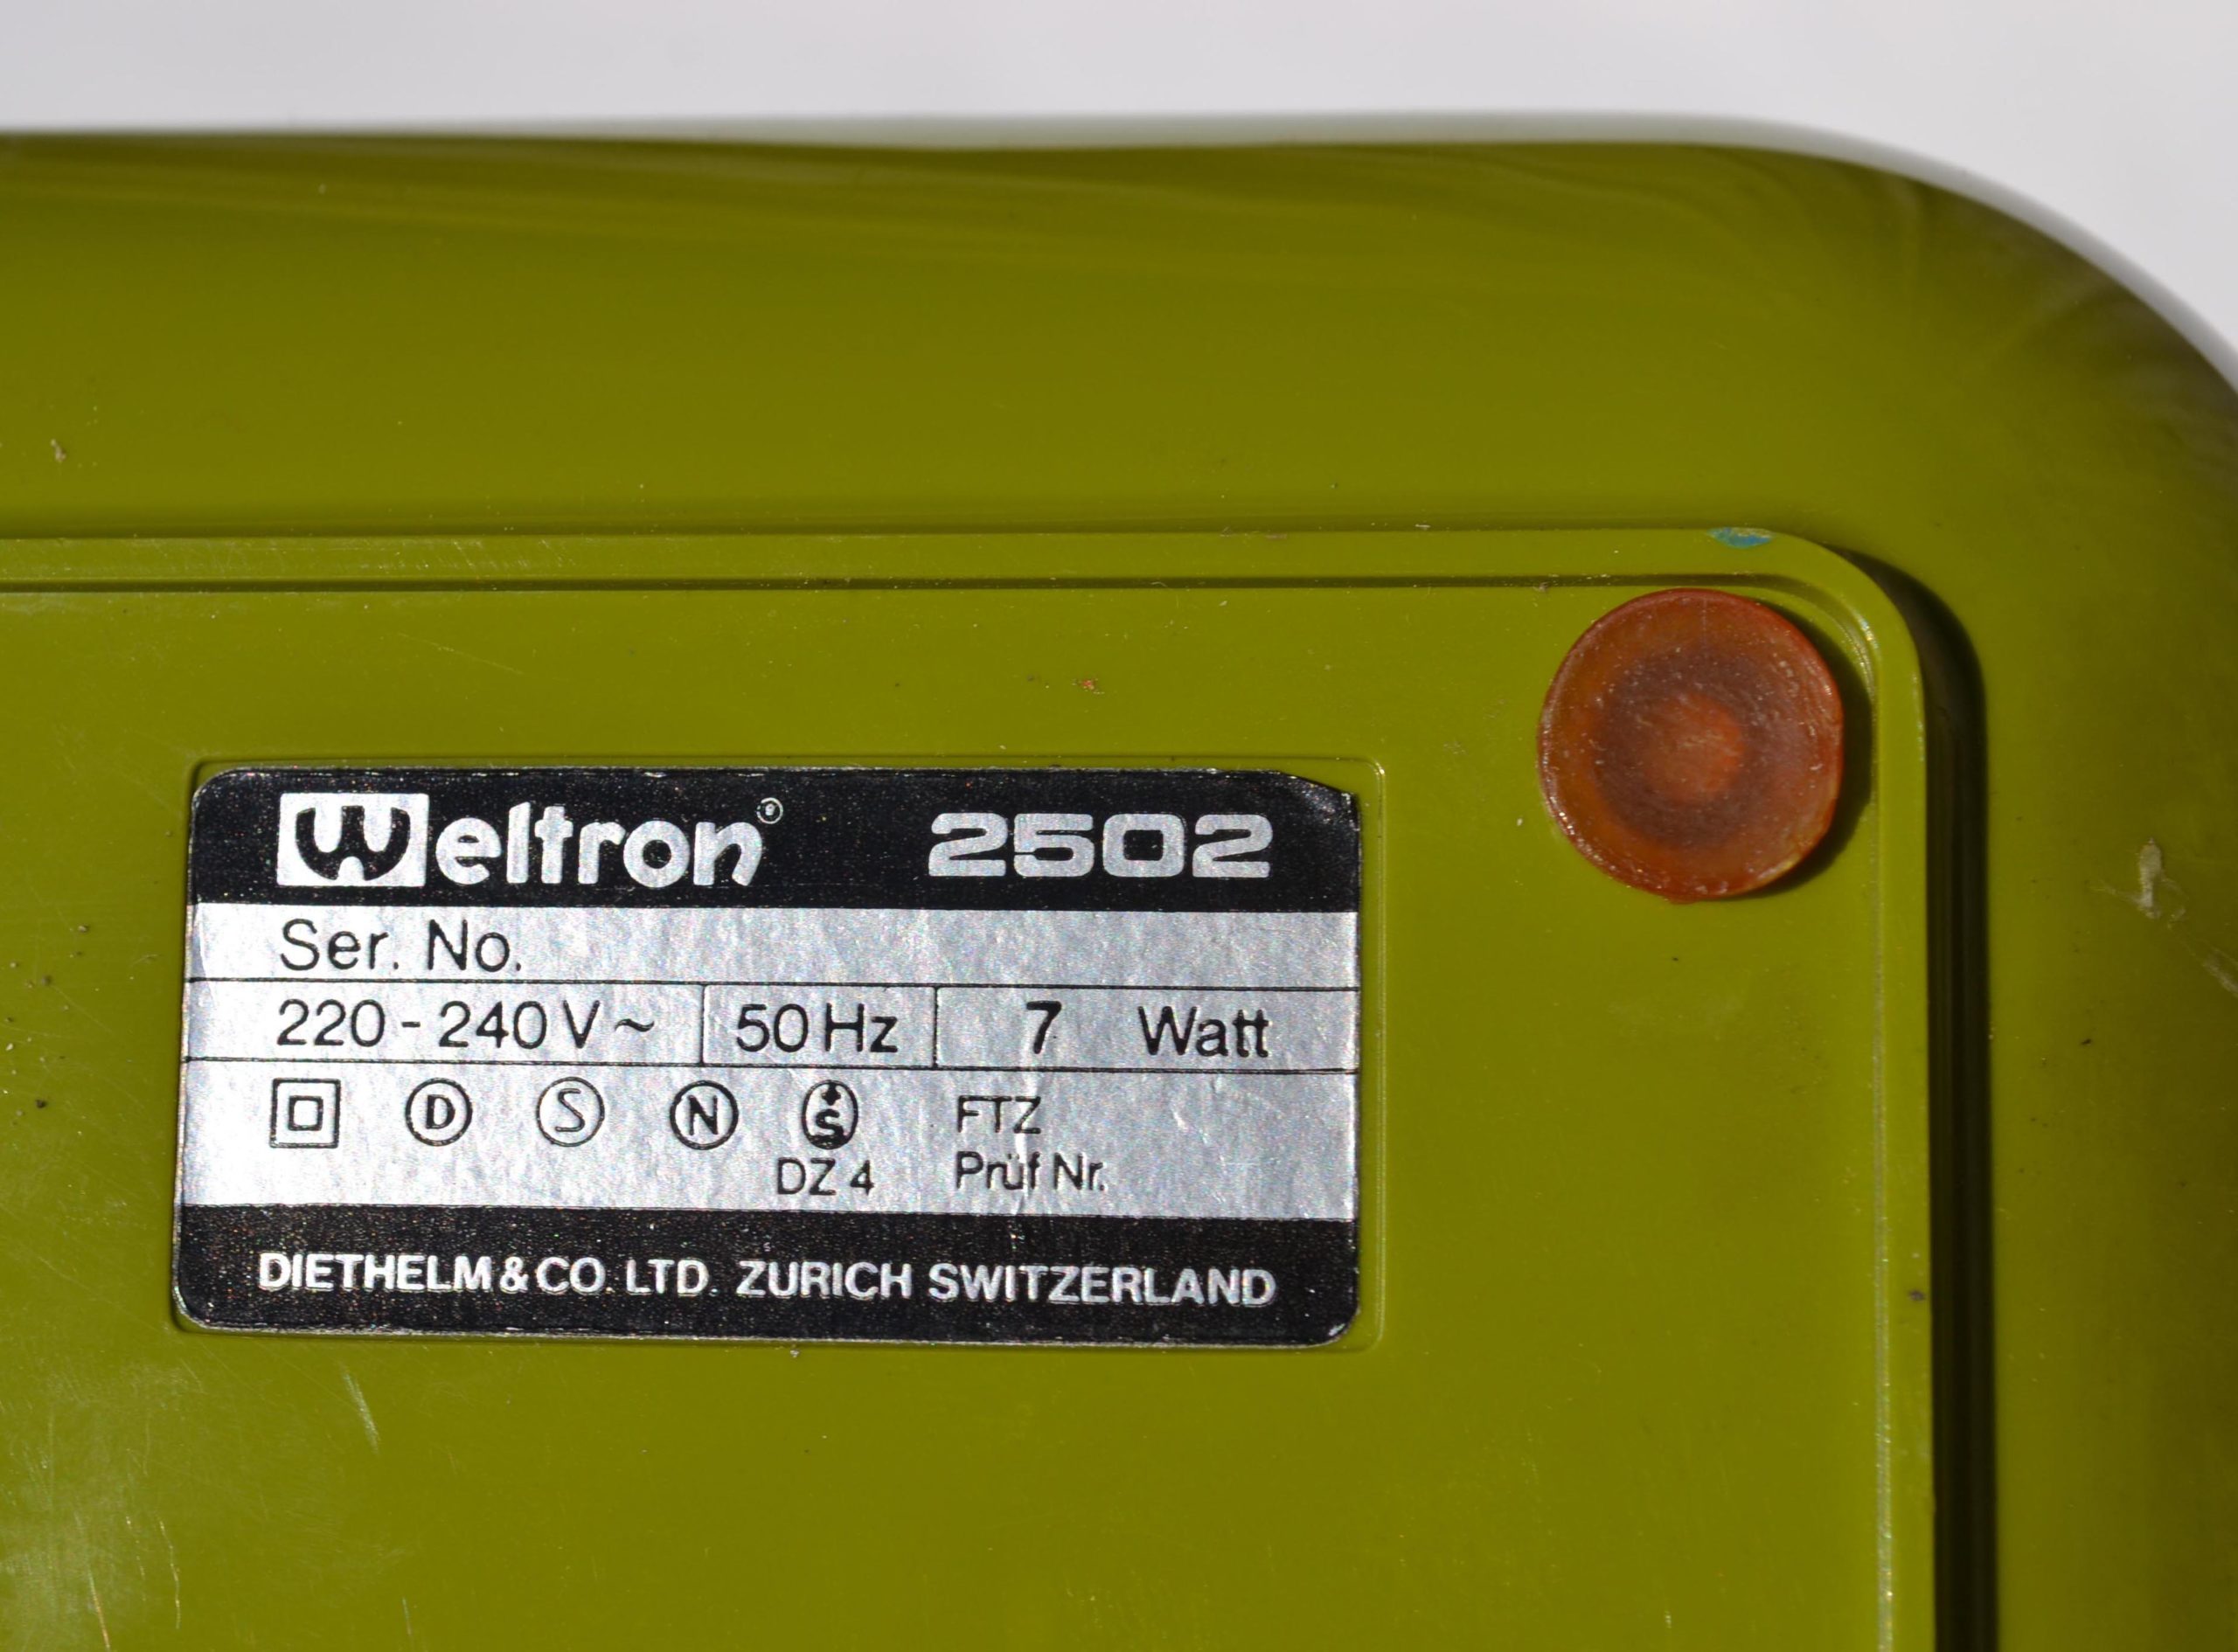 Weltron® 2502
Ser. No.
220 - 240 V ~ 50 Hz 7 Watt
D S N S FTZ
DZ 4 Prüf Nr.
DIETHELM & CO. LTD. ZURICH SWITZERLAND